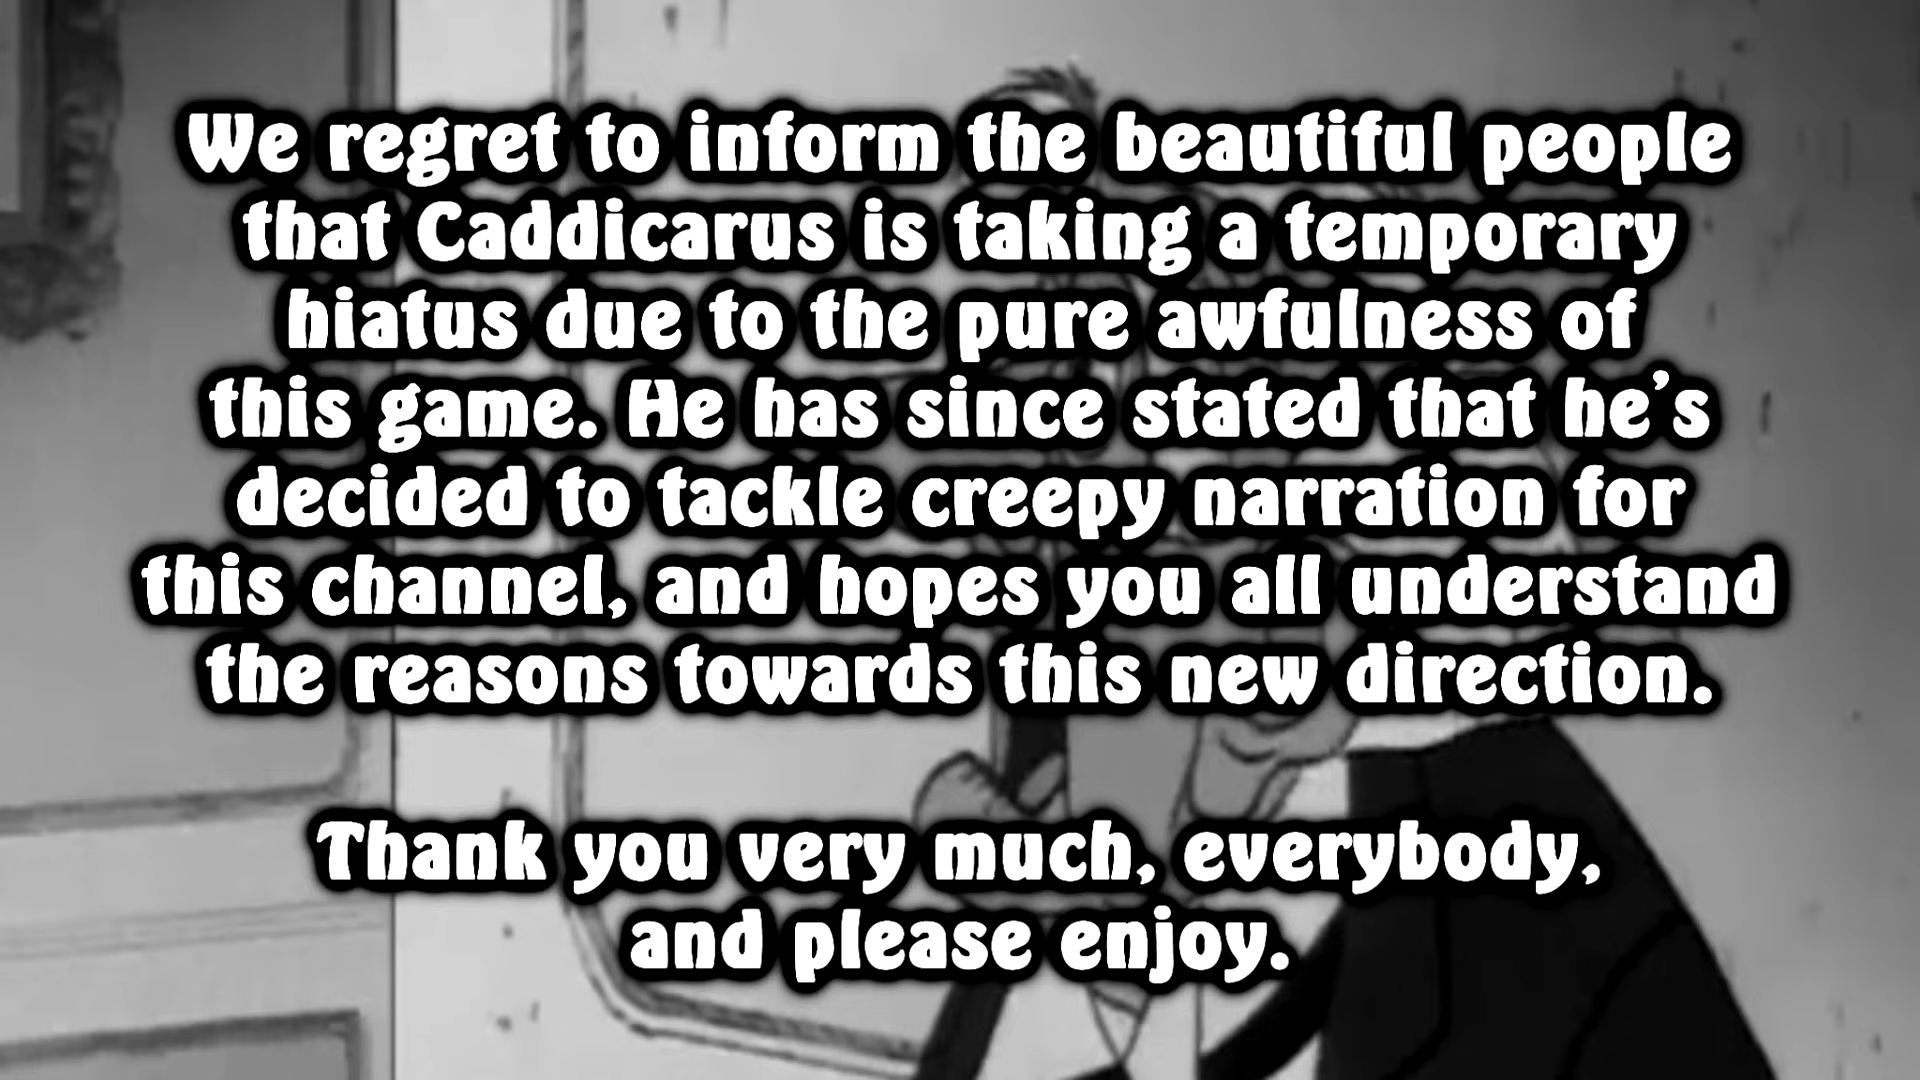 We regret to inform the beautiful people
that Caddicarus is taking a temporary
hiatus due to the pure awfulness of
this game. He has since stated that he's
decided to tackle creepy narration for
this channel, and hopes you all understand
the reasons towards this new direction.
Thank you very much, everybody,
and please enjoy.